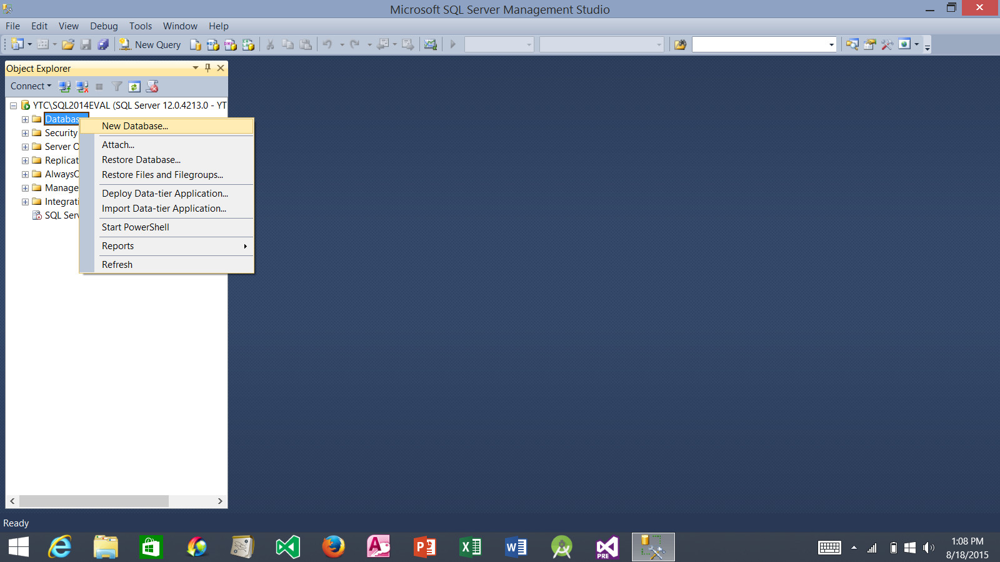 Microsoft SQL Server Management Studio
File Edit View Debug Tools Window Help
New Query
Object Explorer
Connect
YTC\SQL2014EVAL (SQL Server 12.0.4213.0 - YT
Databas
New Database...
Security
Attach...
Server O
Restore Database...
Replicat
Restore Files and Filegroups...
AlwaysO
Manage
Deploy Data-tier Application...
Integrati
Import Data-tier Application...
SQL Serv
Start PowerShell
Reports
Refresh
Ready
PRE
1:08 PM
8/18/2015